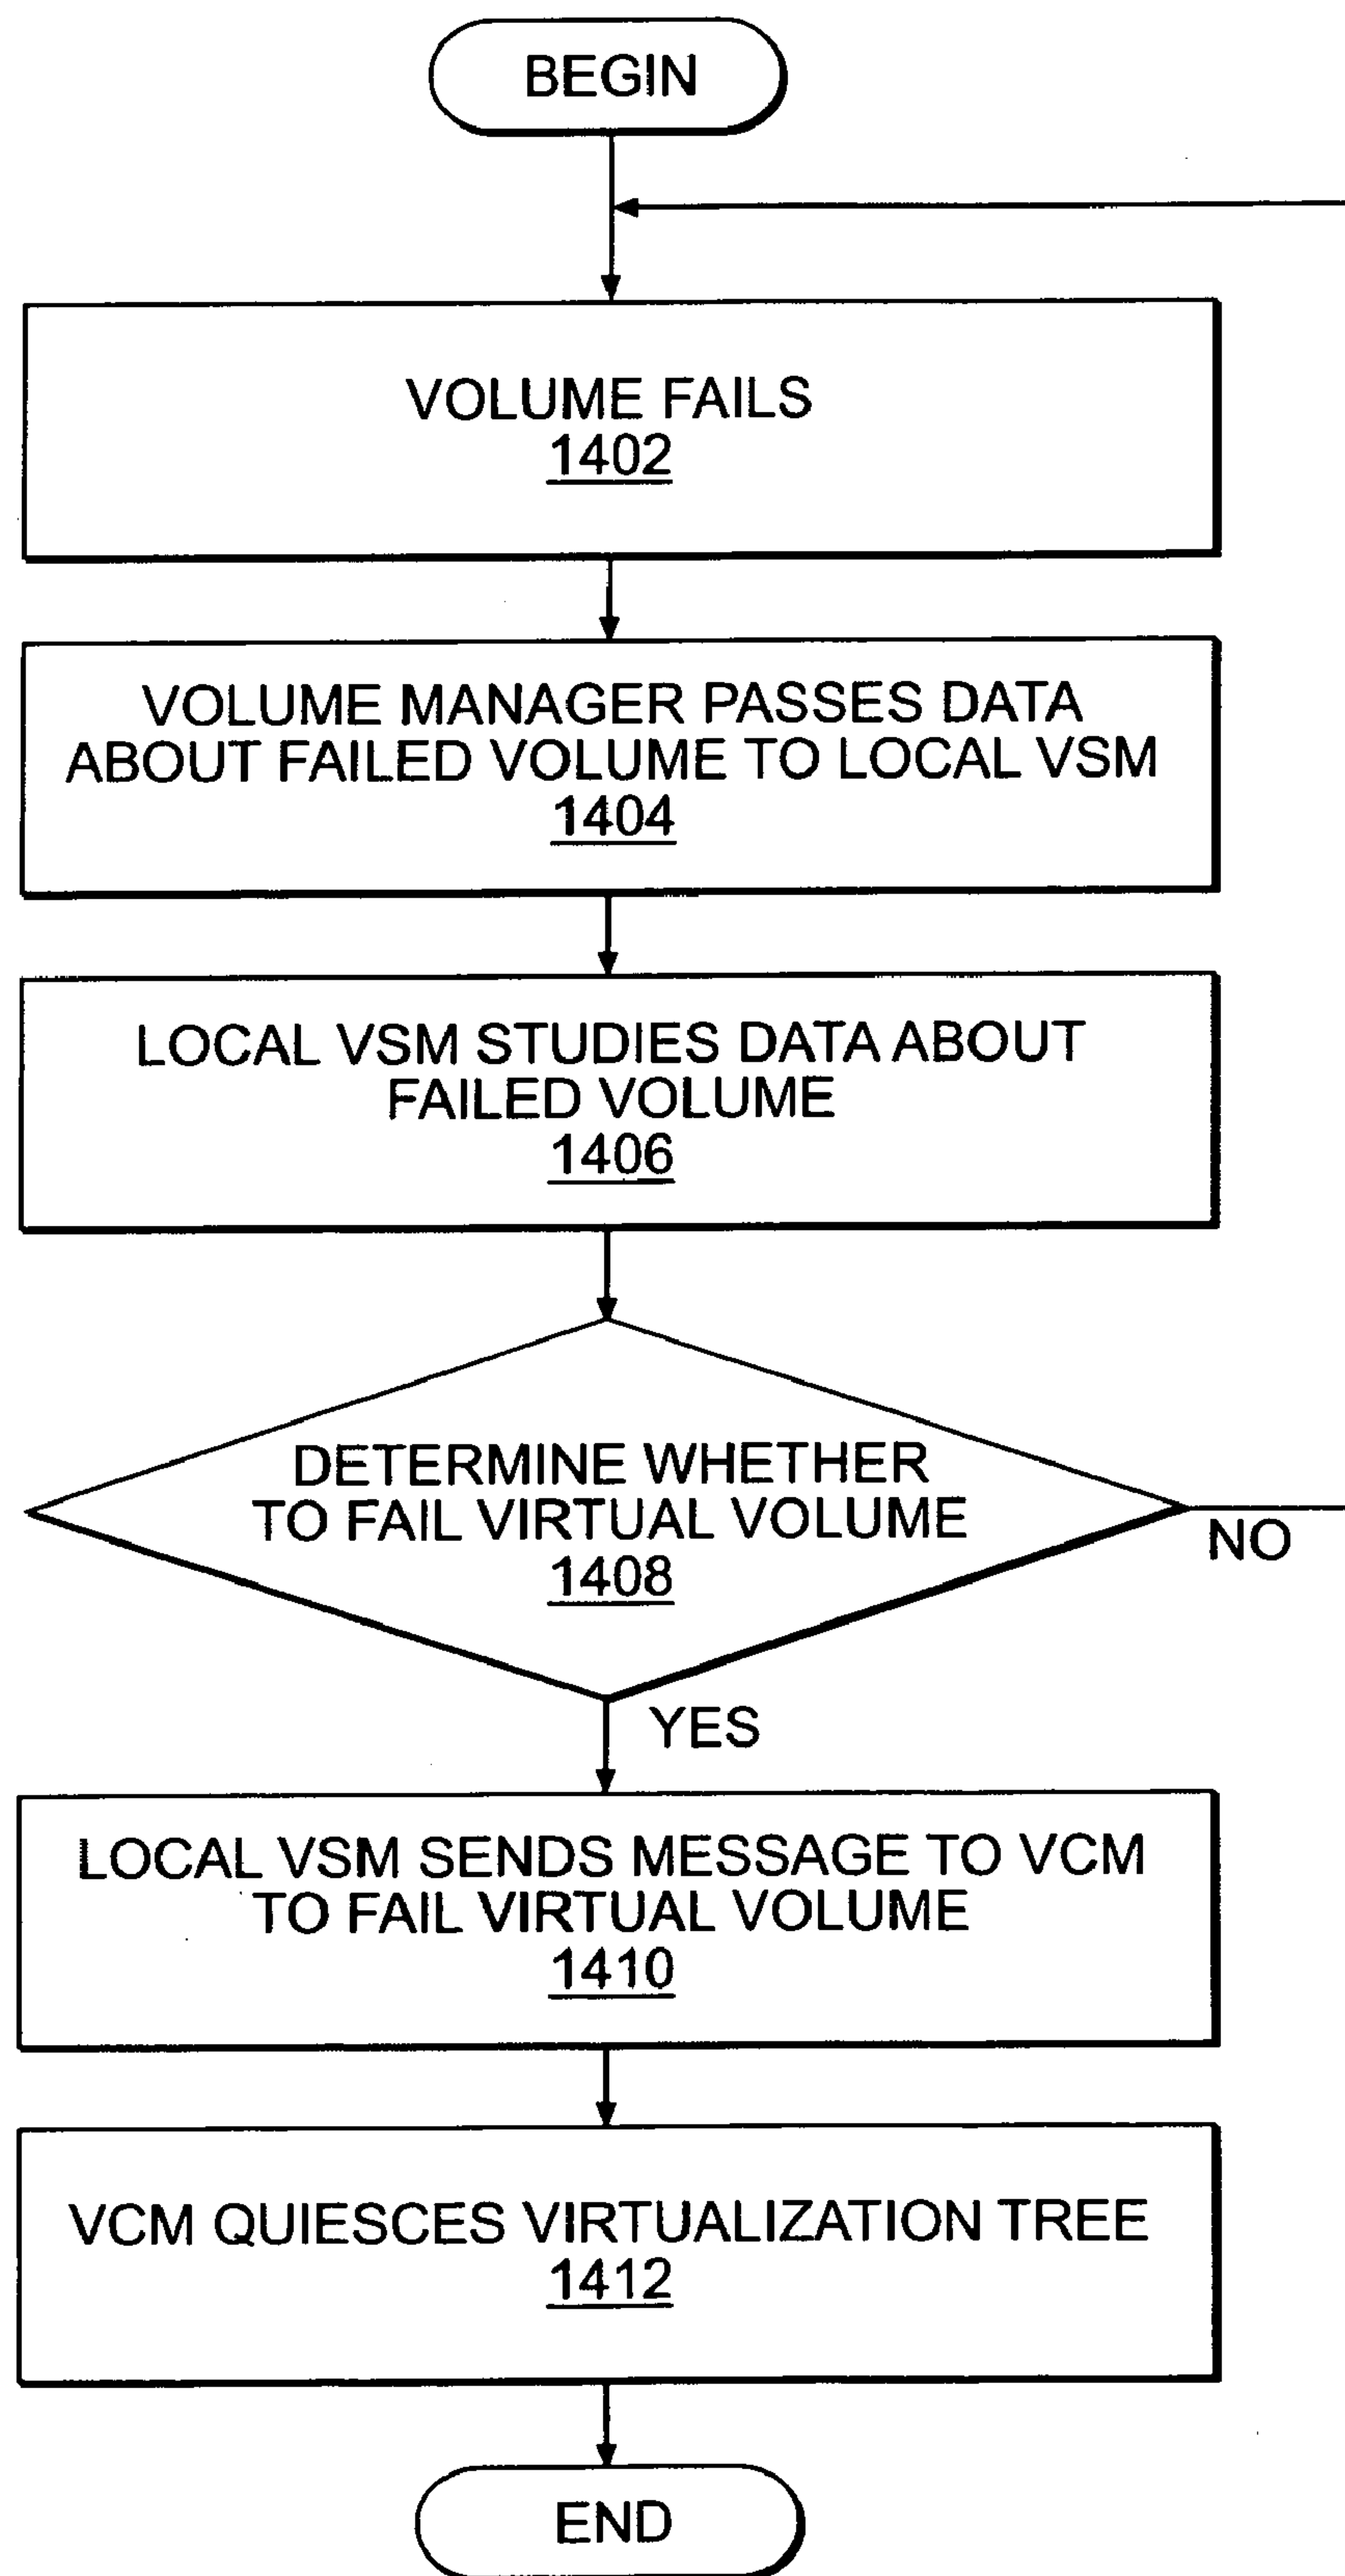 BEGIN
VOLUME FAILS
1402
VOLUME MANAGER PASSES DATA
ABOUT FAILED VOLUME TO LOCAL VSM
1404
LOCAL VSM STUDIES DATA ABOUT
FAILED VOLUME
1406
DETERMINE WHETHER
TO FAIL VIRTUAL VOLUME
1408
NO
YES
LOCAL VSM SENDS MESSAGE TO VCM
TO FAIL VIRTUAL VOLUME
1410
VCM QUIESCES VIRTUALIZATION TREE
1412
END